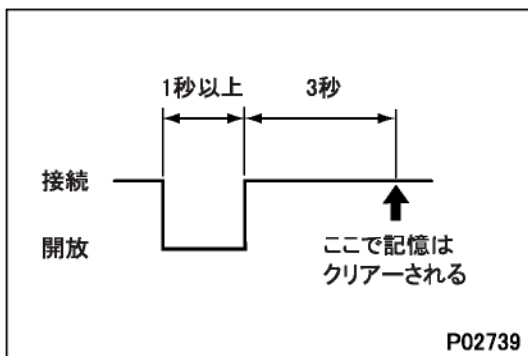 1秒以上
3秒
接続
開放
ここで記憶は
クリアーされる
P02739